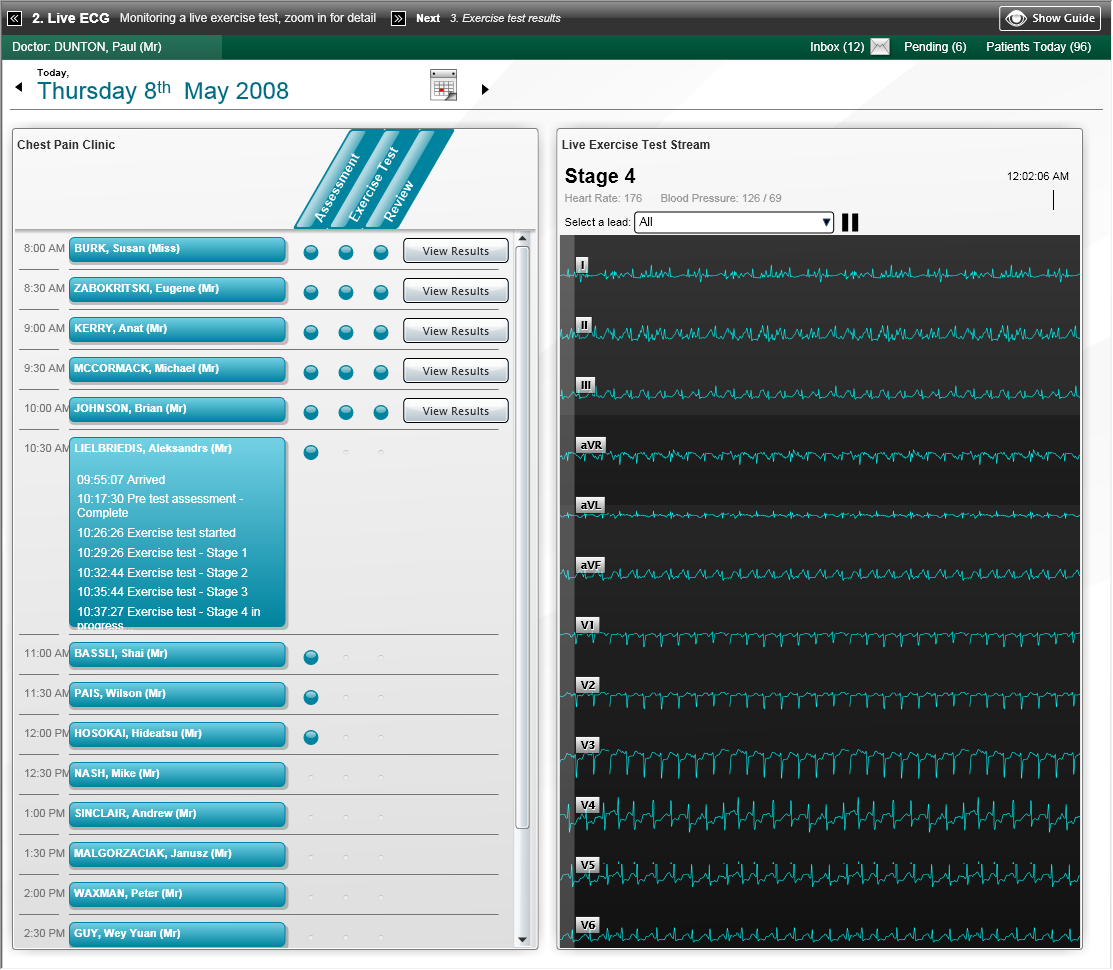 2. Live ECG Monitoring a live exercise test, zoom in for detail Next 3. Exercise test results Show Guide
Doctor: DUNTON, Paul (Mr) Inbox (12) Pending (6) Patients Today (96)
Today,
Thursday 8th May 2008
Chest Pain Clinic
Assessment
Exercise Test
Review
8:00 AM BURK, Susan (Miss) View Results
8:30 AM ZABOKRITSKI, Eugene (Mr) View Results
9:00 AM KERRY, Anat (Mr) View Results
9:30 AM MCCORMACK, Michael (Mr) View Results
10:00 AM JOHNSON, Brian (Mr) View Results
10:30 AM LIELBRIEDIS, Aleksandrs (Mr)
09:55:07 Arrived
10:17:30 Pre test assessment -
Complete
10:26:26 Exercise test started
10:29:26 Exercise test - Stage 1
10:32:44 Exercise test - Stage 2
10:35:44 Exercise test - Stage 3
10:37:27 Exercise test - Stage 4 in
progress...
11:00 AM BASSLI, Shai (Mr)
11:30 AM PAIS, Wilson (Mr)
12:00 PM HOSOKAI, Hideatsu (Mr)
12:30 PM NASH, Mike (Mr)
1:00 PM SINCLAIR, Andrew (Mr)
1:30 PM MALGORZACIAK, Janusz (Mr)
2:00 PM WAXMAN, Peter (Mr)
2:30 PM GUY, Wey Yuan (Mr)
Live Exercise Test Stream
Stage 4 12:02:06 AM
Heart Rate: 176 Blood Pressure: 126 / 69
Select a lead: All
I
II
III
aVR
aVL
aVF
V1
V2
V3
V4
V5
V6